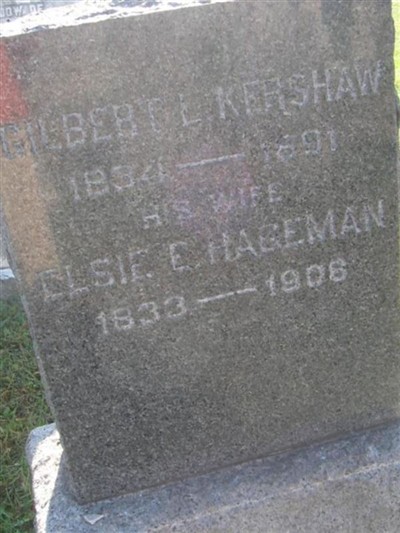 GILBERT L. KERSHAW
1834 — 1891
HIS WIFE
ELSIE E. HAGEMAN
1833 — 1906